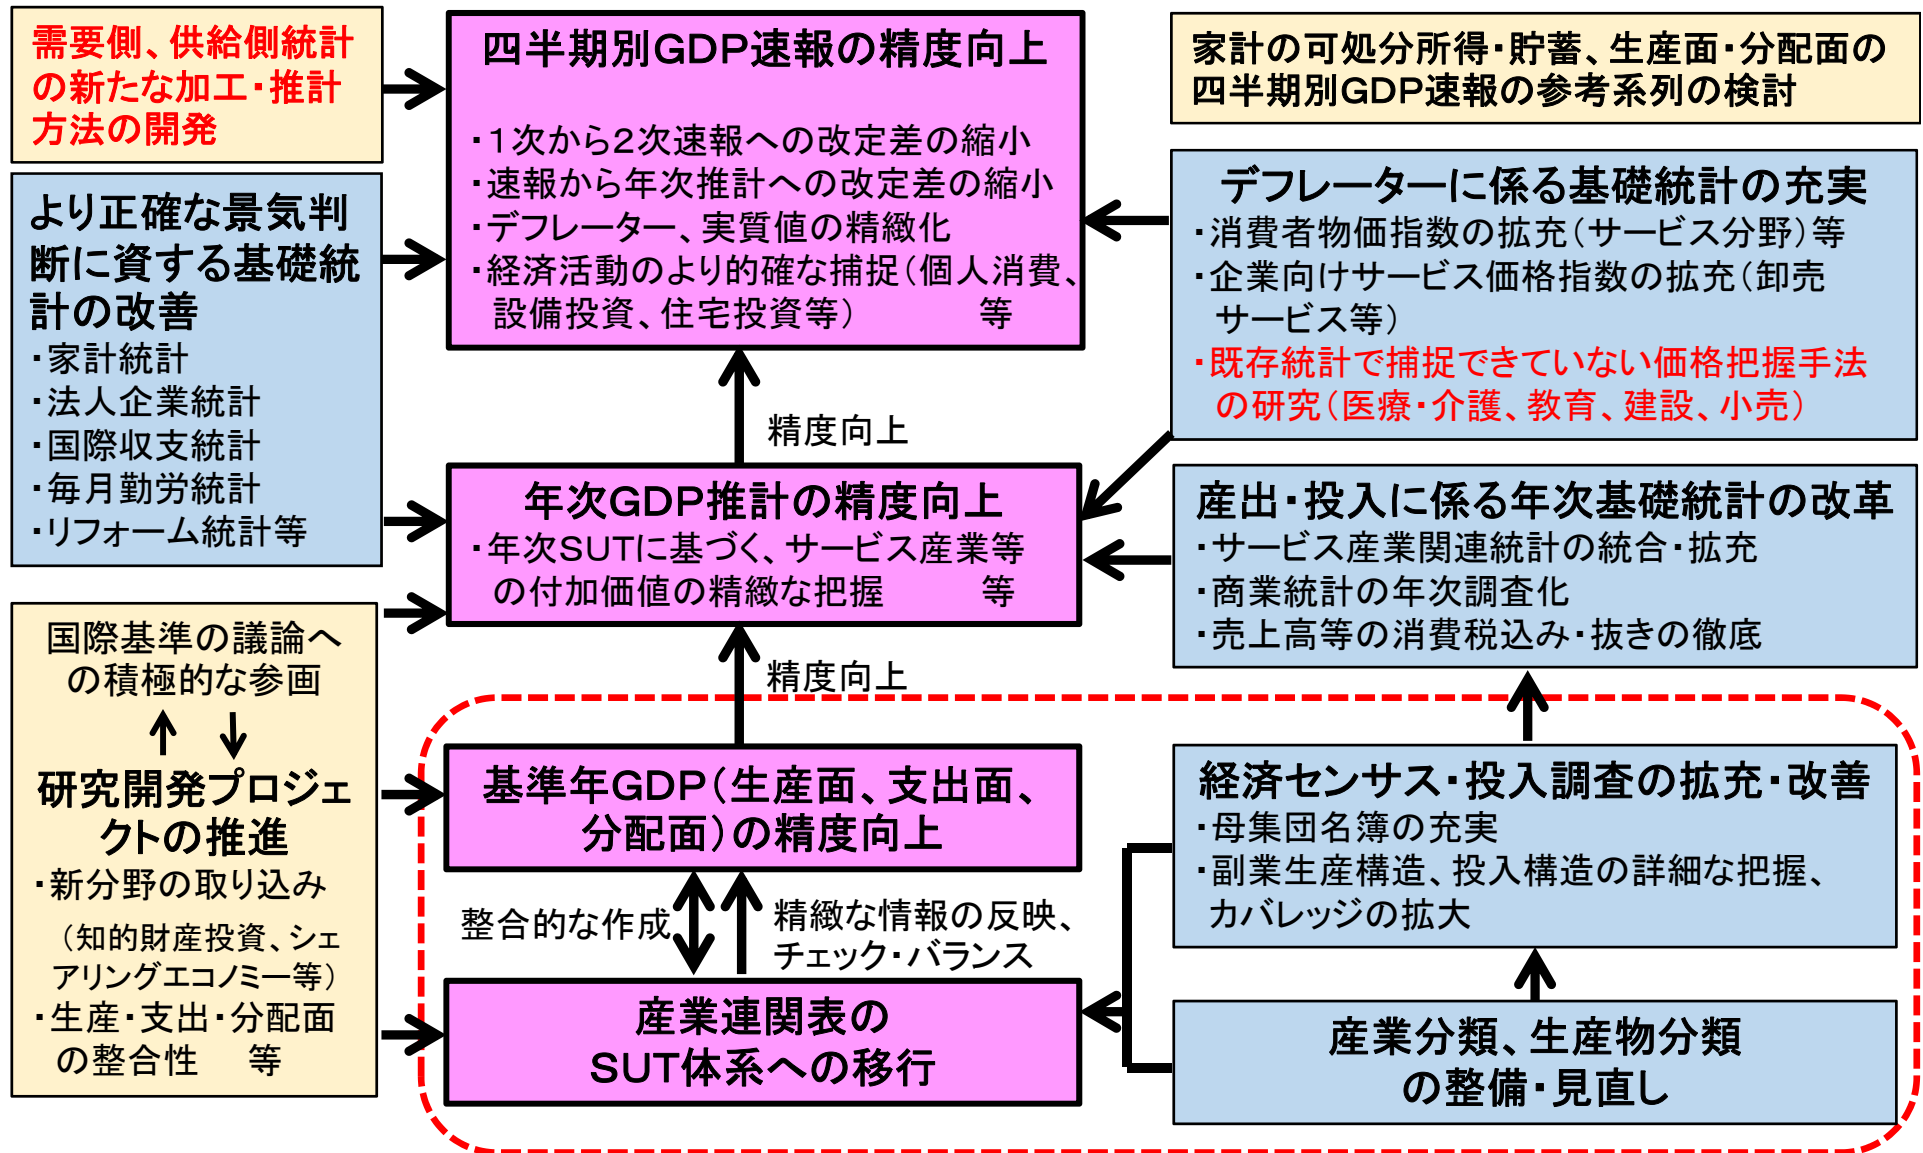 需要側、供給側統計
の新たな加工・推計
方法の開発
より正確な景気判
断に資する基礎統
計の改善
・家計統計
・法人企業統計
・国際収支統計
・毎月勤労統計
・リフォーム統計等
国際基準の議論へ
の積極的な参画
研究開発プロジェ
クトの推進
・新分野の取り込み
（知的財産投資、シェ
アリングエコノミー等）
・生産・支出・分配面
の整合性　等
四半期別GDP速報の精度向上
・１次から２次速報への改定差の縮小
・速報から年次推計への改定差の縮小
・デフレーター、実質値の精緻化
・経済活動のより的確な捕捉（個人消費、
設備投資、住宅投資等）　　　等
精度向上
年次GDP推計の精度向上
・年次SUTに基づく、サービス産業等
の付加価値の精緻な把握　　　等
精度向上
基準年GDP（生産面、支出面、
分配面）の精度向上
整合的な作成
精緻な情報の反映、
チェック・バランス
産業連関表の
SUT体系への移行
家計の可処分所得・貯蓄、生産面・分配面の
四半期別GDP速報の参考系列の検討
デフレーターに係る基礎統計の充実
・消費者物価指数の拡充（サービス分野）等
・企業向けサービス価格指数の拡充（卸売
サービス等）
・既存統計で捕捉できていない価格把握手法
の研究（医療・介護、教育、建設、小売）
産出・投入に係る年次基礎統計の改革
・サービス産業関連統計の統合・拡充
・商業統計の年次調査化
・売上高等の消費税込み・抜きの徹底
経済センサス・投入調査の拡充・改善
・母集団名簿の充実
・副業生産構造、投入構造の詳細な把握、
カバレッジの拡大
産業分類、生産物分類
の整備・見直し